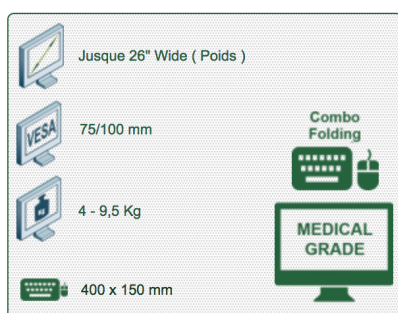 Jusque 26" Wide ( Poids )
VESA
75/100 mm
Combo
Folding
KG
4 - 9,5 Kg
MEDICAL
GRADE
400 x 150 mm